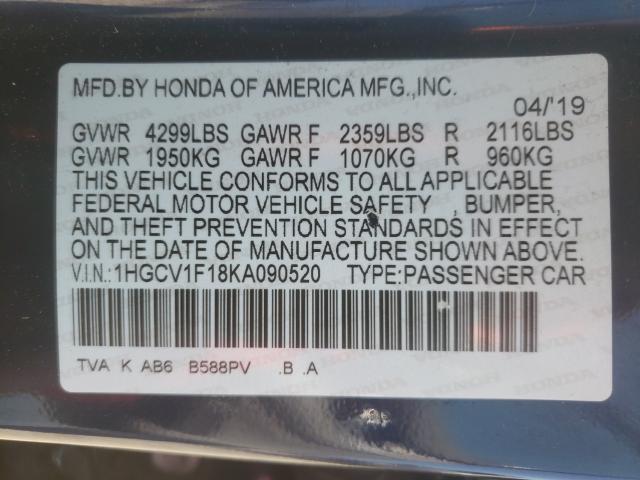 MFD.BY HONDA OF AMERICA MFG.,INC.
04/'19
GVWR 4299LBS GAWR F 2359LBS R 2116LBS
GVWR 1950KG GAWR F 1070KG R 960KG
THIS VEHICLE CONFORMS TO ALL APPLICABLE
FEDERAL MOTOR VEHICLE SAFETY , BUMPER,
AND THEFT PREVENTION STANDARDS IN EFFECT
ON THE DATE OF MANUFACTURE SHOWN ABOVE.
V.I.N.:1HGCV1F18KA090520 TYPE:PASSENGER CAR
TVA K AB6 B588PV .B .A